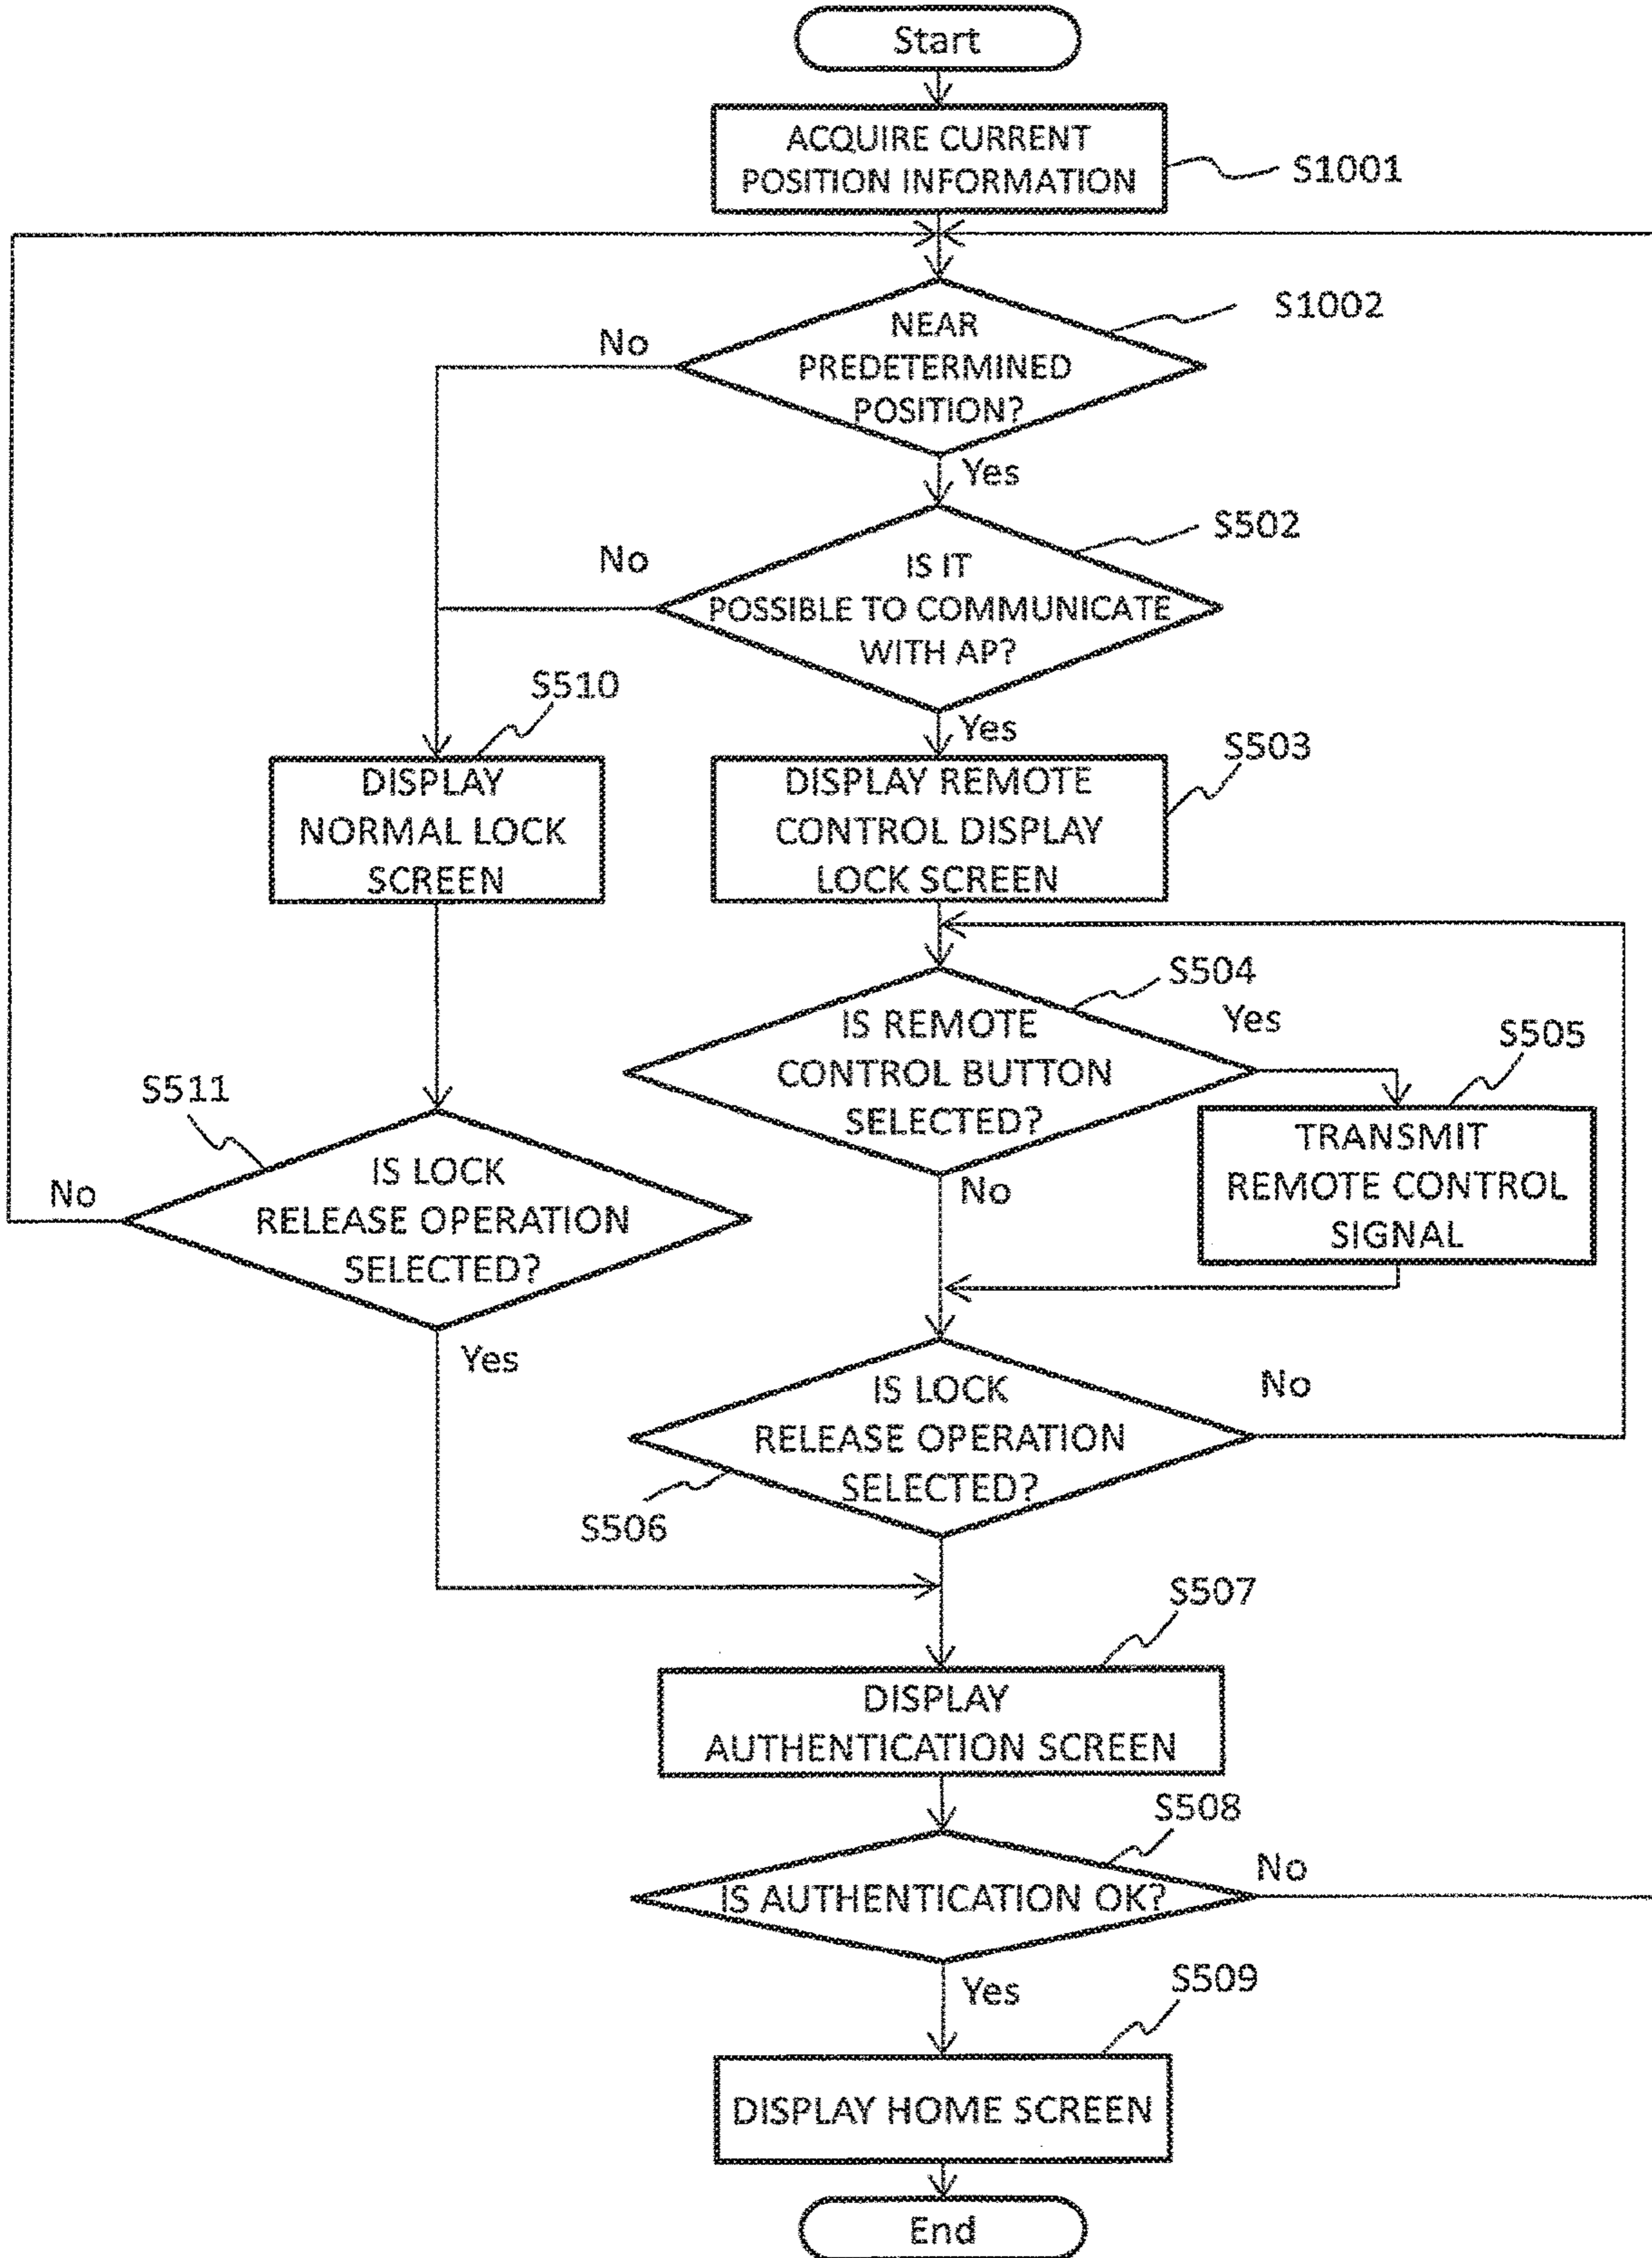 Start
ACQUIRE CURRENT
POSITION INFORMATION
S1001
S1002
NEAR
PREDETERMINED
POSITION?
No
Yes
S502
IS IT
POSSIBLE TO COMMUNICATE
WITH AP?
No
Yes
S510
DISPLAY
NORMAL LOCK
SCREEN
S503
DISPLAY REMOTE
CONTROL DISPLAY
LOCK SCREEN
S504
IS REMOTE
CONTROL BUTTON
SELECTED?
Yes
No
S505
TRANSMIT
REMOTE CONTROL
SIGNAL
S511
IS LOCK
RELEASE OPERATION
SELECTED?
No
Yes
IS LOCK
RELEASE OPERATION
SELECTED?
No
S506
S507
DISPLAY
AUTHENTICATION SCREEN
S508
IS AUTHENTICATION OK?
No
Yes
S509
DISPLAY HOME SCREEN
End